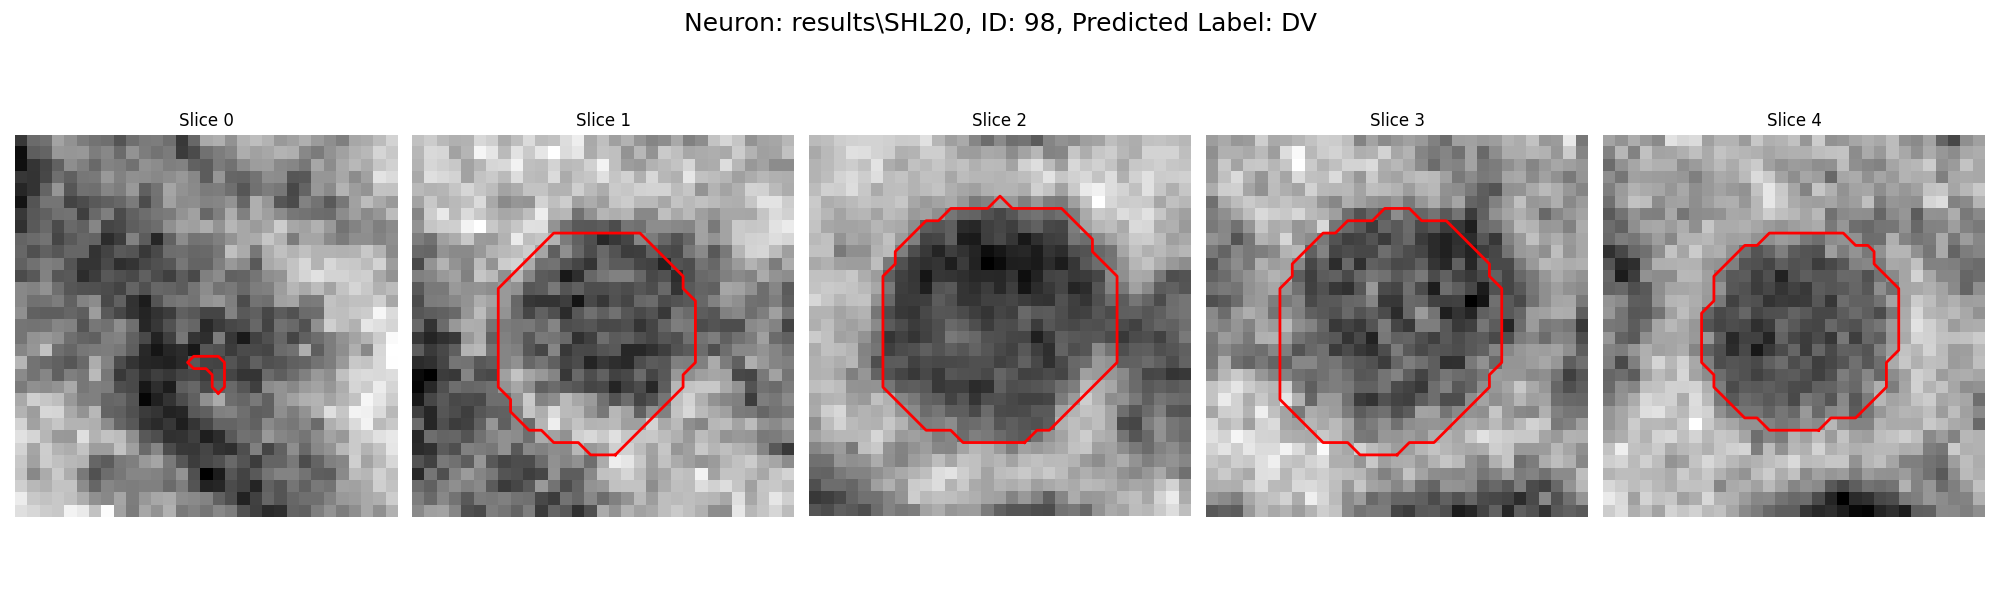 Neuron: results\SHL20, ID: 98, Predicted Label: DV
Slice 0
Slice 1
Slice 2
Slice 3
Slice 4